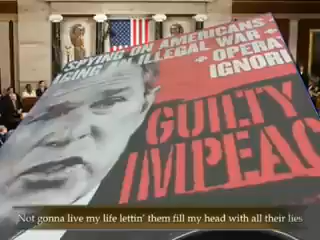 SPYING ON AMERICANS +
AGING AN ILLEGAL WAR +
+ OPERA
IGNORI
GUILTY
IMPEAC
Not gonna live my life lettin' them fill my head with all their lies